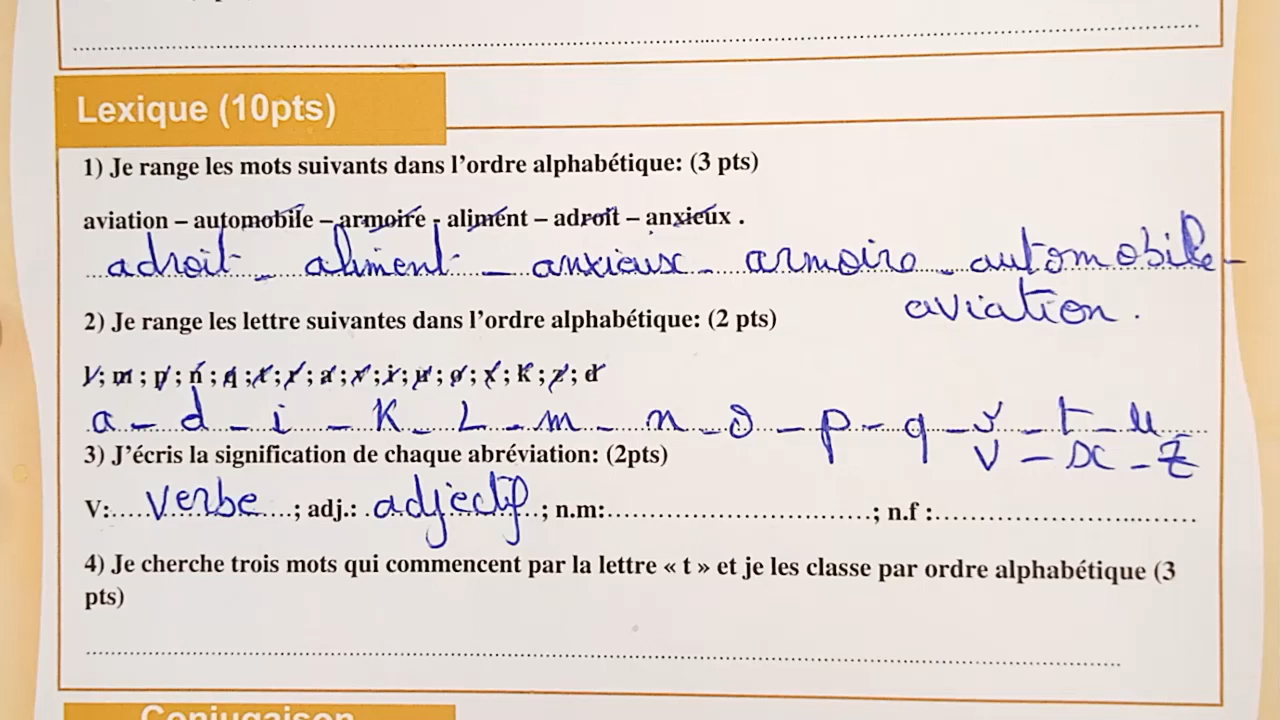 Lexique (10pts)
1) Je range les mots suivants dans l'ordre alphabétique: (3 pts)
aviation – automobile – armoire - aliment – adroit – anxieux .
adroit - aliment - anxieux - armoire - automobile -
aviation .
2) Je range les lettre suivantes dans l'ordre alphabétique: (2 pts)
m ; p ; n ; q ; a ; i ; u ; o ; K ; z ; d
a - d - i - K - L - m - n - o - p - q - r - t - u -
v - x - z
3) J'écris la signification de chaque abréviation: (2pts)
V:.... verbe ....; adj.: . adjectif ..; n.m:..............................; n.f :..............................
4) Je cherche trois mots qui commencent par la lettre « t » et je les classe par ordre alphabétique (3
pts)
Conjugaison